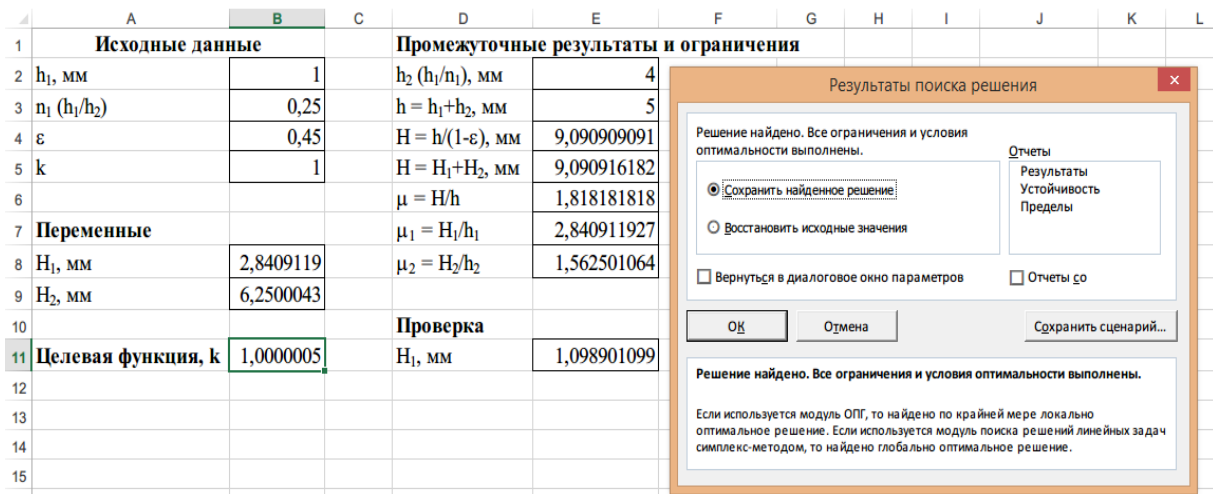 A B C D E F G H I J K L
1 Исходные данные Промежуточные результаты и ограничения
2 h₁, мм 1 h₂ (h₁/n₁), мм 4
3 n₁ (h₁/h₂) 0,25 h = h₁+h₂, мм 5
4 ε 0,45 H = h/(1-ε), мм 9,090909091
5 k 1 H = H₁+H₂, мм 9,090916182
6 μ = H/h 1,818181818
7 Переменные μ₁ = H₁/h₁ 2,840911927
8 H₁, мм 2,8409119 μ₂ = H₂/h₂ 1,562501064
9 H₂, мм 6,2500043
10 Проверка
11 Целевая функция, k 1,0000005 H₁, мм 1,098901099
12
13
14
15
Результаты поиска решения
×
Решение найдено. Все ограничения и условия
оптимальности выполнены.
Отчеты
Результаты
Устойчивость
Пределы
Сохранить найденное решение
Восстановить исходные значения
Вернуться в диалоговое окно параметров
Отчеты со
ОК Отмена Сохранить сценарий...
Решение найдено. Все ограничения и условия оптимальности выполнены.
Если используется модуль ОПГ, то найдено по крайней мере локально
оптимальное решение. Если используется модуль поиска решений линейных задач
симплекс-методом, то найдено глобально оптимальное решение.